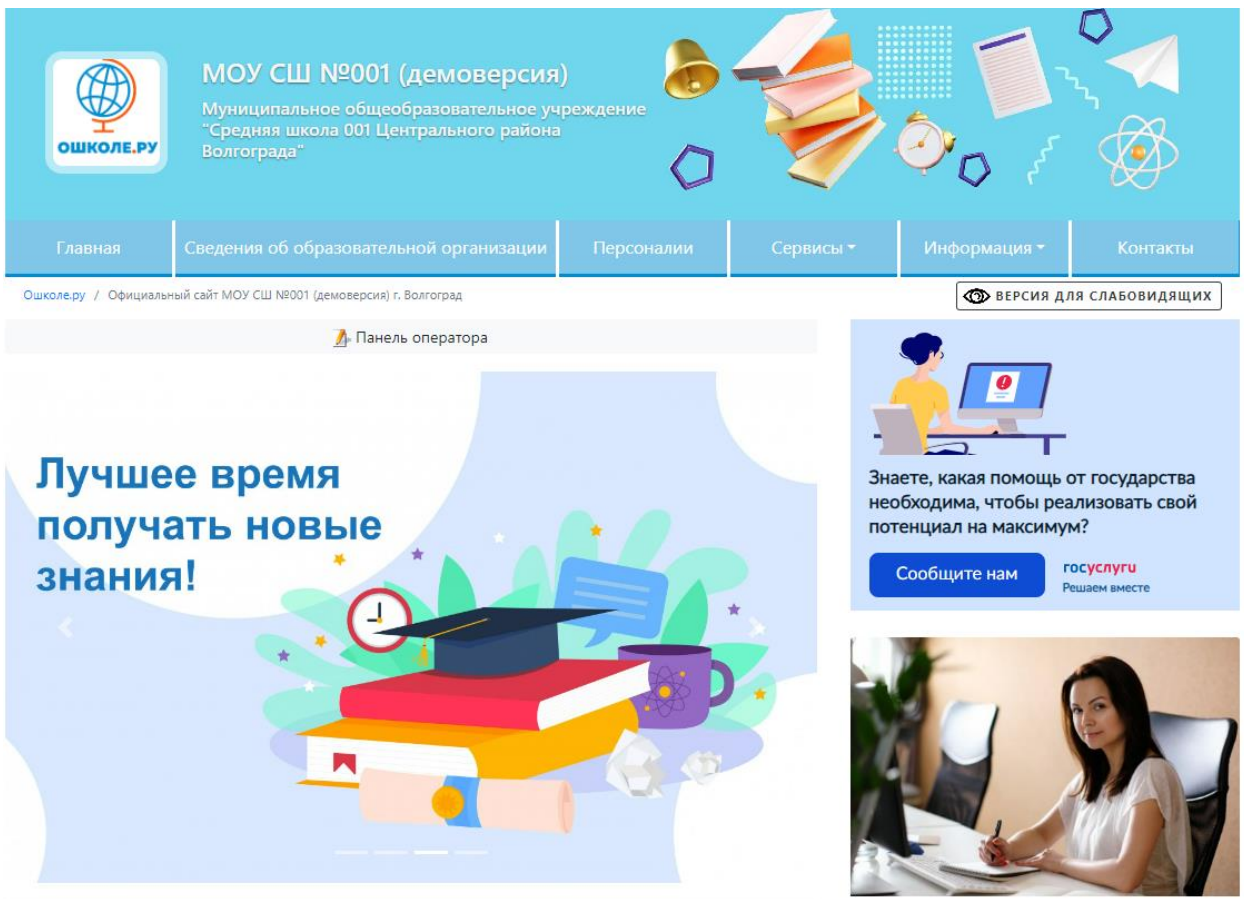 ОШКОЛЕ.РУ
МОУ СШ №001 (демоверсия)
Муниципальное общеобразовательное учреждение
"Средняя школа 001 Центрального района
Волгограда"
Главная
Сведения об образовательной организации
Персоналии
Сервисы
Информация
Контакты
Ошколе.ру / Официальный сайт МОУ СШ №001 (демоверсия) г. Волгоград
ВЕРСИЯ ДЛЯ СЛАБОВИДЯЩИХ
Панель оператора
Лучшее время
получать новые
знания!
Знаете, какая помощь от государства
необходима, чтобы реализовать свой
потенциал на максимум?
Сообщите нам
госуслуги
Решаем вместе